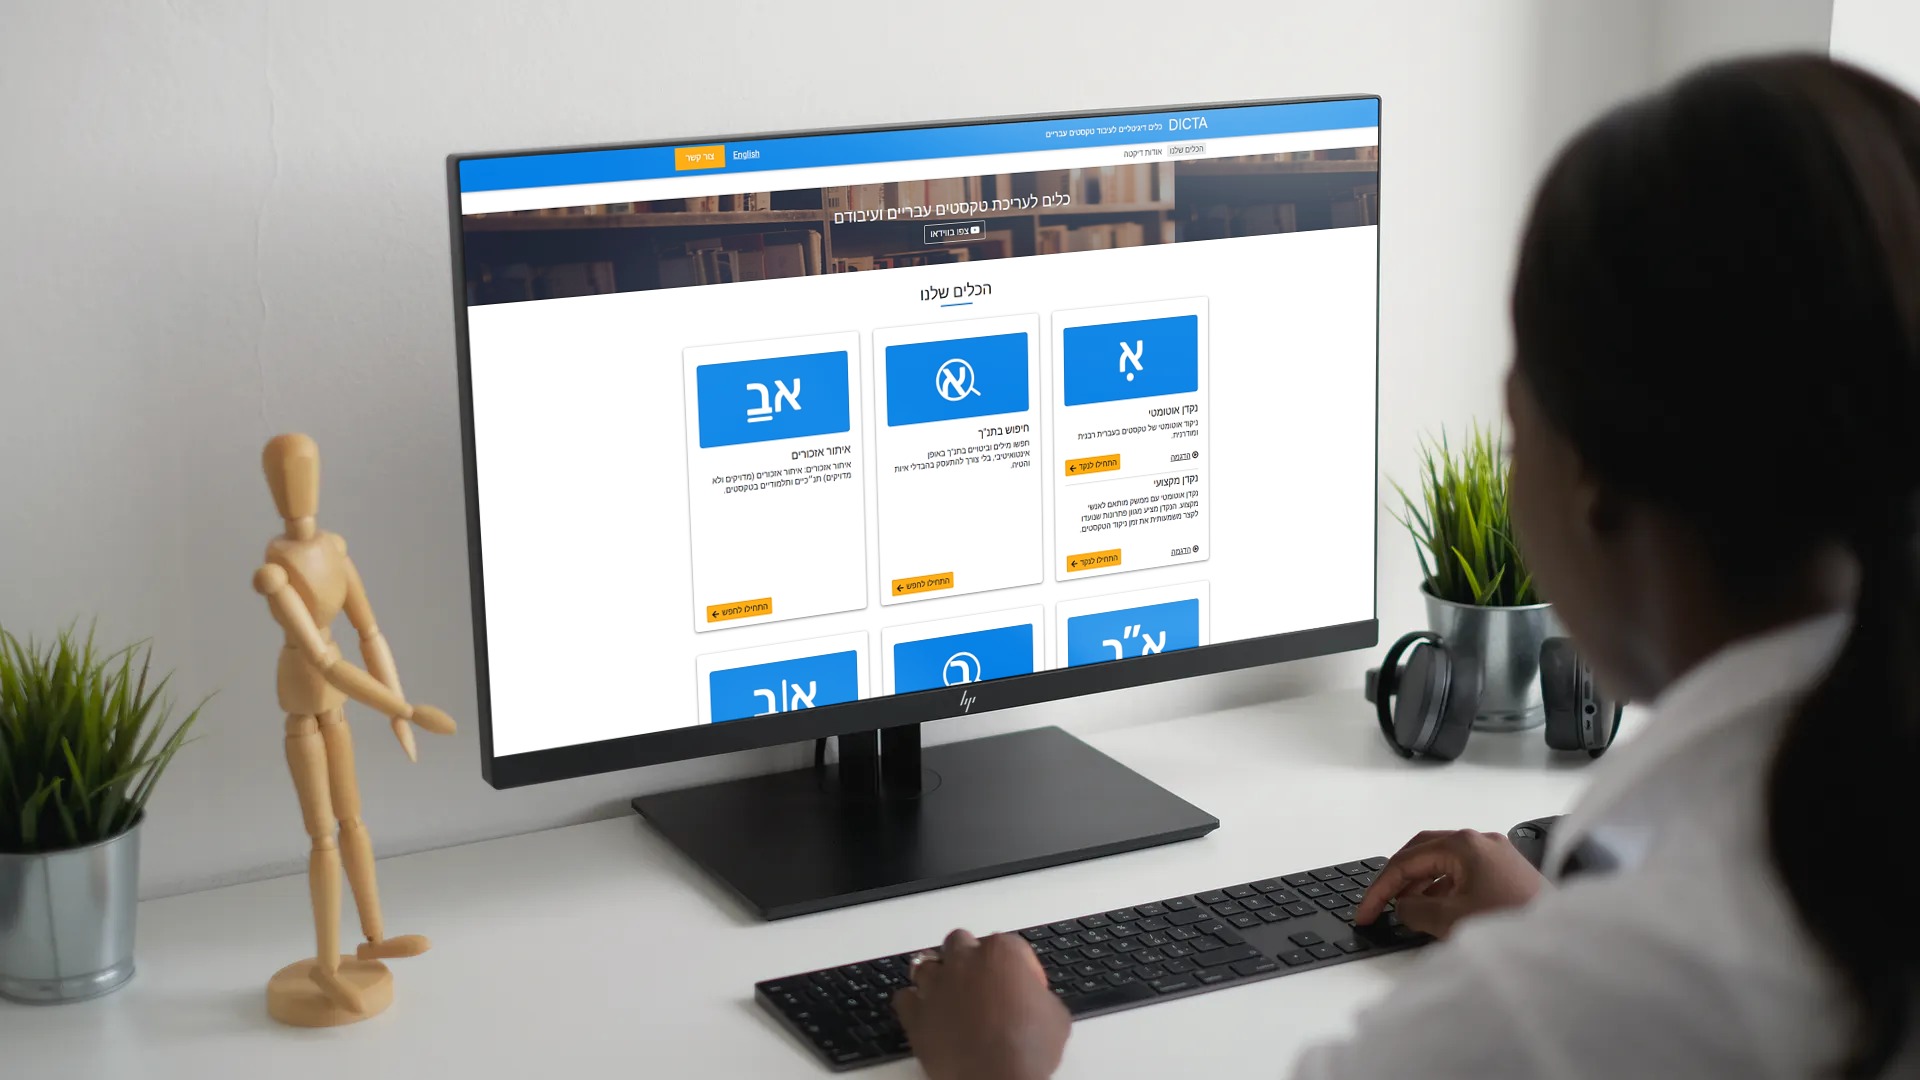 DICTA כלים דיגיטליים לעיבוד טקסטים עבריים
English
צור קשר
הכלים שלנו
אודות דיקטה
כלים לעריכת טקסטים עבריים ועיבודם
צפו בווידאו
הכלים שלנו
אִ
נקדן אוטומטי
ניקוד אוטומטי של טקסטים בעברית רבנית
ומודרנית.
הדגמה
התחילו לנקד
נקדן מקצועי
נקדן אוטומטי עם ממשק מותאם לאנשי
מקצוע. הנקדן מציע מגוון פתרונות שנועדו
לקצר משמעותית את זמן ניקוד הטקסטים.
הדגמה
התחילו לנקד
א
חיפוש בתנ"ך
חפשו מילים וביטויים בתנ"ך באופן
אינטואיטיבי, בלי צורך להתעסק בהבדלי איות
והטיה.
התחילו לחפש
אב
איתור אזכורים
איתור אזכורים: איתור אזכורים (מדויקים ולא
מדויקים) תנ"כיים ותלמודיים בטקסטים.
התחילו לחפש
א"ר
ב
א|ב
hp